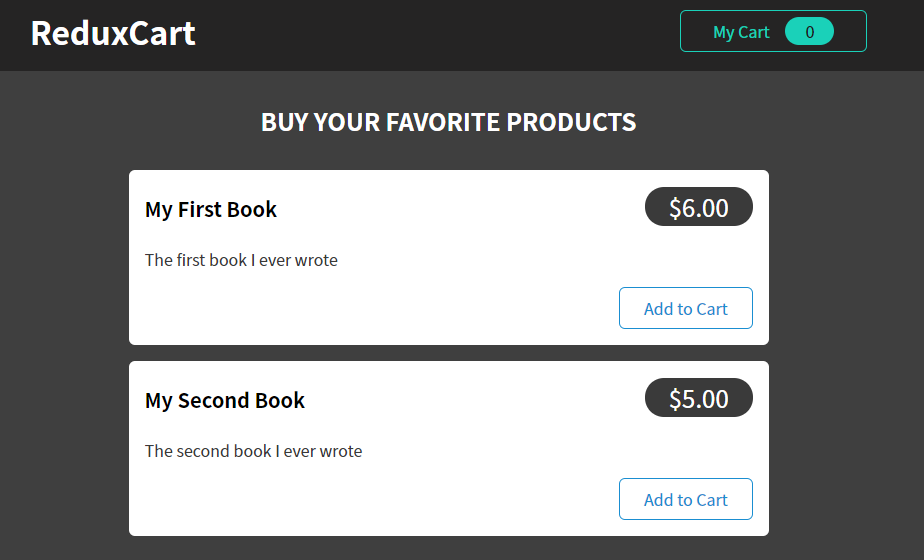 ReduxCart
My Cart 0
BUY YOUR FAVORITE PRODUCTS
My First Book
$6.00
The first book I ever wrote
Add to Cart
My Second Book
$5.00
The second book I ever wrote
Add to Cart